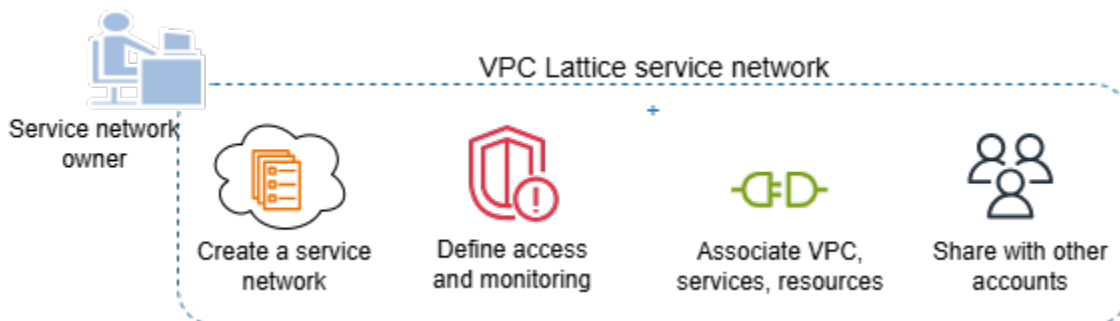 VPC Lattice service network
Service network
owner
Create a service
network
Define access
and monitoring
Associate VPC,
services, resources
Share with other
accounts